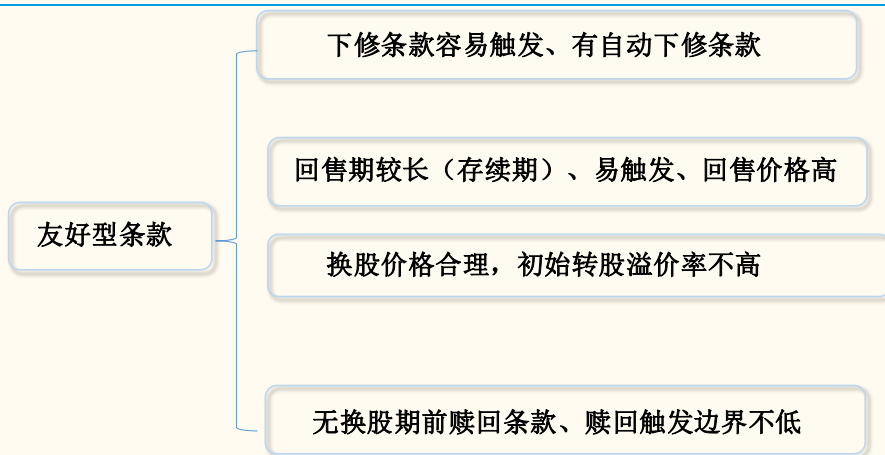 下修条款容易触发、有自动下修条款
回售期较长（存续期）、易触发、回售价格高
友好型条款
换股价格合理，初始转股溢价率不高
无换股期前赎回条款、赎回触发边界不低